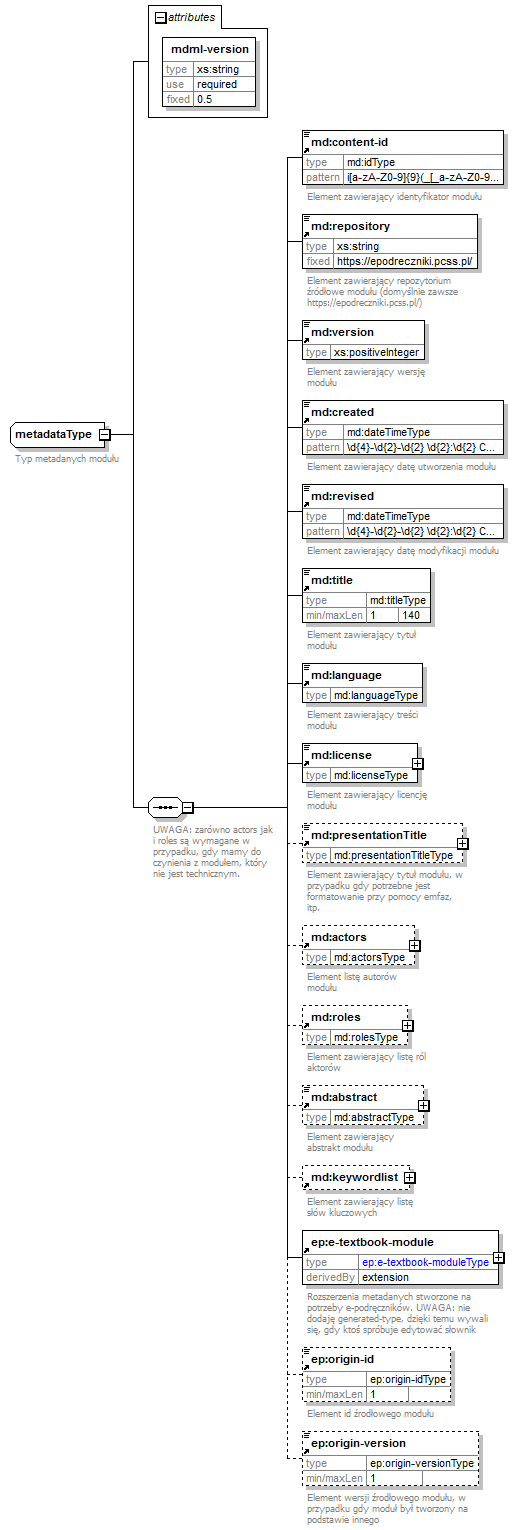 attributes
mdml-version
type xs:string
use required
fixed 0.5
md:content-id
type md:idType
pattern i[a-zA-Z0-9]{9}(_[_a-zA-Z0-9...
Element zawierający identyfikator modułu
md:repository
type xs:string
fixed https://epodreczniki.pcss.pl/
Element zawierający repozytorium
źródłowe modułu (domyślnie zawsze
https://epodreczniki.pcss.pl/)
md:version
type xs:positiveInteger
Element zawierający wersję
modułu
md:created
type md:dateTimeType
pattern \d{4}-\d{2}-\d{2} \d{2}:\d{2} C...
Element zawierający datę utworzenia modułu
metadataType
Typ metadanych modułu
md:revised
type md:dateTimeType
pattern \d{4}-\d{2}-\d{2} \d{2}:\d{2} C...
Element zawierający datę modyfikacji modułu
md:title
type md:titleType
min/maxLen 1 140
Element zawierający tytuł
modułu
md:language
type md:languageType
Element zawierający treści
modułu
md:license
type md:licenseType
Element zawierający licencję
modułu
UWAGA: zarówno actors jak
i roles są wymagane w
przypadku, gdy mamy do
czynienia z modułem, który
nie jest technicznym.
md:presentationTitle
type md:presentationTitleType
Element zawierający tytuł modułu, w
przypadku gdy potrzebne jest
formatowanie przy pomocy emfaz,
itp.
md:actors
type md:actorsType
Element listę autorów
modułu
md:roles
type md:rolesType
Element zawierający listę ról
aktorów
md:abstract
type md:abstractType
Element zawierający
abstrakt modułu
md:keywordlist
Element zawierający listę
słów kluczowych
ep:e-textbook-module
type ep:e-textbook-moduleType
derivedBy extension
Rozszerzenia metadanych stworzone na
potrzeby e-podręczników. UWAGA: nie
dodaję generated-type, dzięki temu wywali
się, gdy ktoś spróbuje edytować słownik
ep:origin-id
type ep:origin-idType
min/maxLen 1
Element id źrodłowego modułu
ep:origin-version
type ep:origin-versionType
min/maxLen 1
Element wersji źrodłowego modułu, w
przypadku gdy moduł był tworzony na
podstawie innego